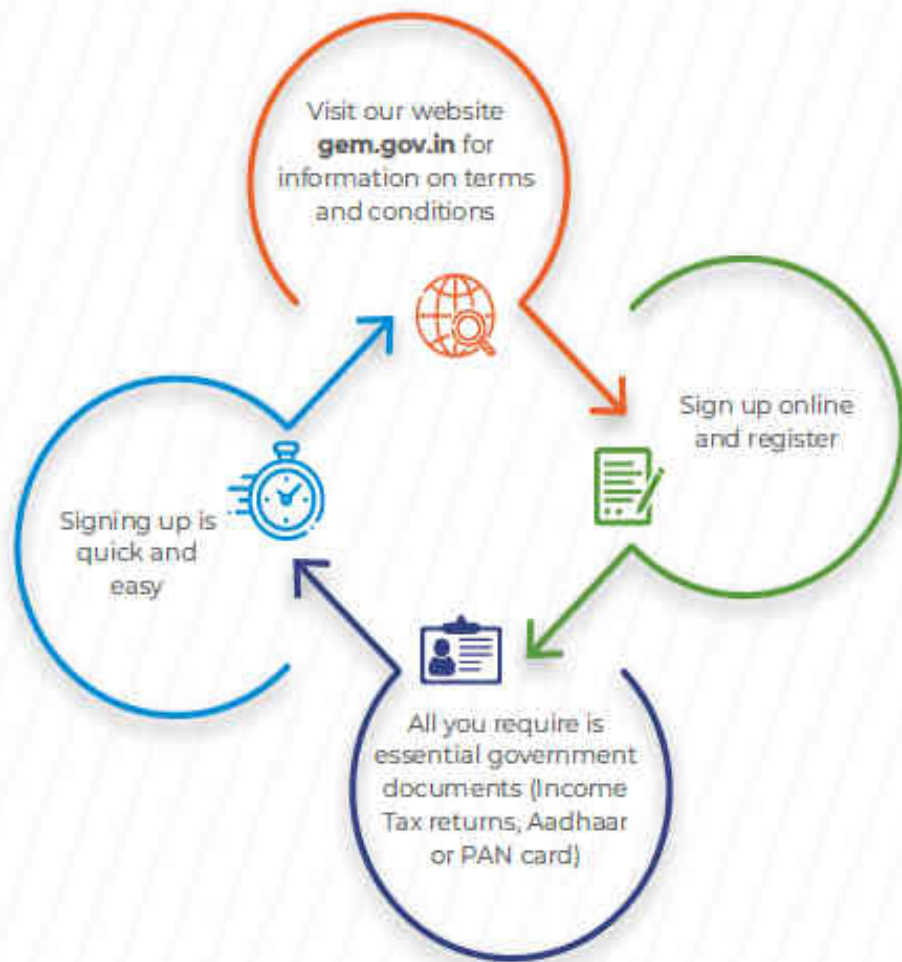 Visit our website
gem.gov.in for
information on terms
and conditions
Sign up online
and register
All you require is
essential government
documents (Income
Tax returns, Aadhaar
or PAN card)
Signing up is
quick and
easy